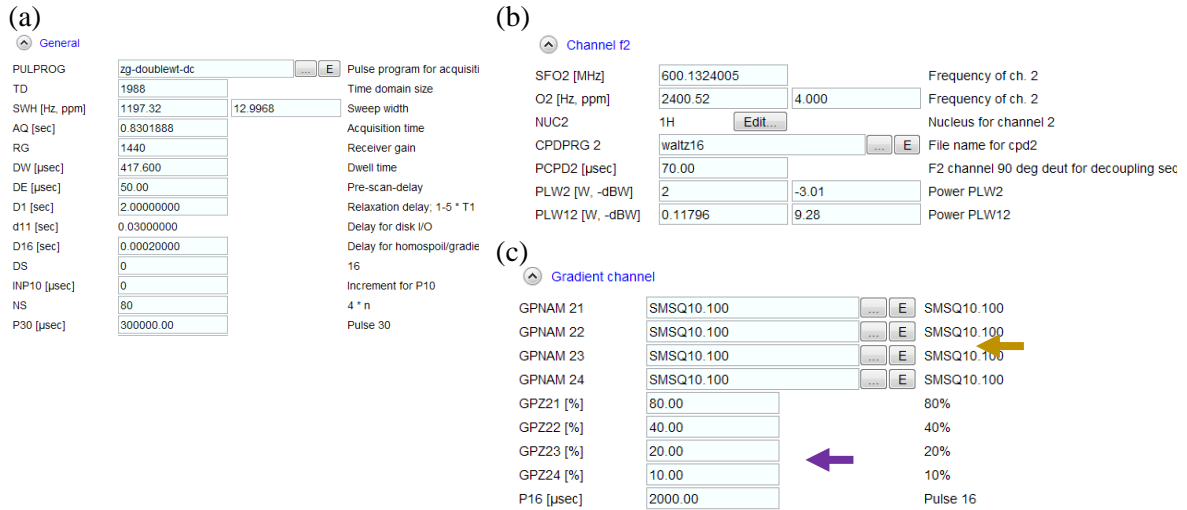 (a)
General
PULPROG zg-doublewt-dc ... E Pulse program for acquisiti
TD 1988 Time domain size
SWH [Hz, ppm] 1197.32 12.9968 Sweep width
AQ [sec] 0.8301888 Acquisition time
RG 1440 Receiver gain
DW [µsec] 417.600 Dwell time
DE [µsec] 50.00 Pre-scan-delay
D1 [sec] 2.00000000 Relaxation delay; 1-5 * T1
d11 [sec] 0.03000000 Delay for disk I/O
D16 [sec] 0.00020000 Delay for homospoil/gradie
DS 0 16
INP10 [µsec] 0 Increment for P10
NS 80 4 * n
P30 [µsec] 300000.00 Pulse 30
(b)
Channel f2
SFO2 [MHz] 600.1324005 Frequency of ch. 2
O2 [Hz, ppm] 2400.52 4.000 Frequency of ch. 2
NUC2 1H Edit... Nucleus for channel 2
CPDPRG 2 waltz16 ... E File name for cpd2
PCPD2 [µsec] 70.00 F2 channel 90 deg deut for decoupling seq
PLW2 [W, -dBW] 2 -3.01 Power PLW2
PLW12 [W, -dBW] 0.11796 9.28 Power PLW12
(c)
Gradient channel
GPNAM 21 SMSQ10.100 ... E SMSQ10.100
GPNAM 22 SMSQ10.100 ... E SMSQ10.100
GPNAM 23 SMSQ10.100 ... E SMSQ10.100
GPNAM 24 SMSQ10.100 ... E SMSQ10.100
GPZ21 [%] 80.00 80%
GPZ22 [%] 40.00 40%
GPZ23 [%] 20.00 20%
GPZ24 [%] 10.00 10%
P16 [µsec] 2000.00 Pulse 16